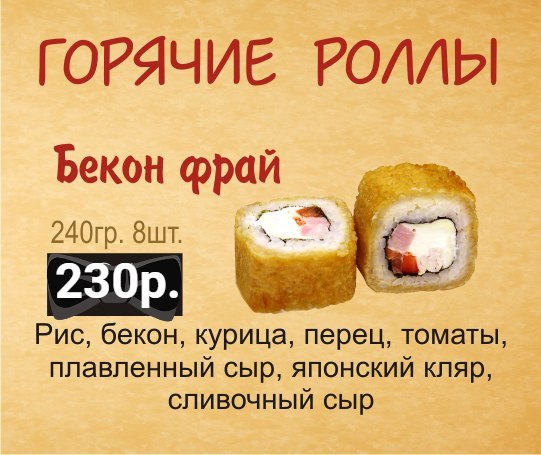 ГОРЯЧИЕ РОЛЛЫ
Бекон фрай
240гр. 8шт.
230р.
Рис, бекон, курица, перец, томаты,
плавленный сыр, японский кляр,
сливочный сыр